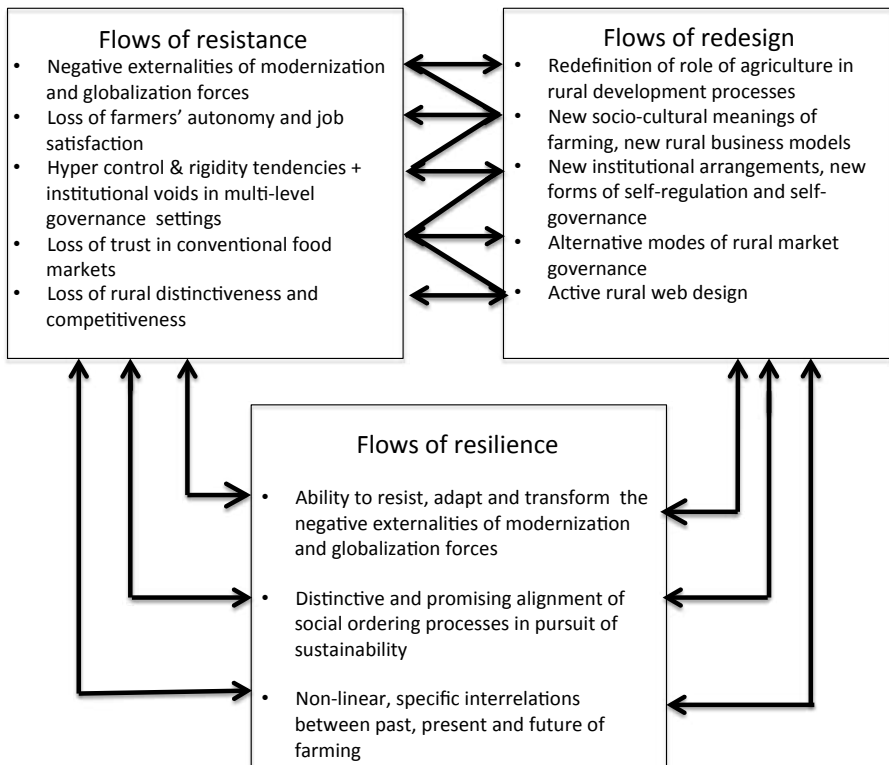 Flows of resistance
• Negative externalities of modernization
and globalization forces
• Loss of farmers' autonomy and job
satisfaction
• Hyper control & rigidity tendencies +
institutional voids in multi-level
governance settings
• Loss of trust in conventional food
markets
• Loss of rural distinctiveness and
competitiveness
Flows of redesign
• Redefinition of role of agriculture in
rural development processes
• New socio-cultural meanings of
farming, new rural business models
• New institutional arrangements, new
forms of self-regulation and self-
governance
• Alternative modes of rural market
governance
• Active rural web design
Flows of resilience
• Ability to resist, adapt and transform the
negative externalities of modernization
and globalization forces
• Distinctive and promising alignment of
social ordering processes in pursuit of
sustainability
• Non-linear, specific interrelations
between past, present and future of
farming